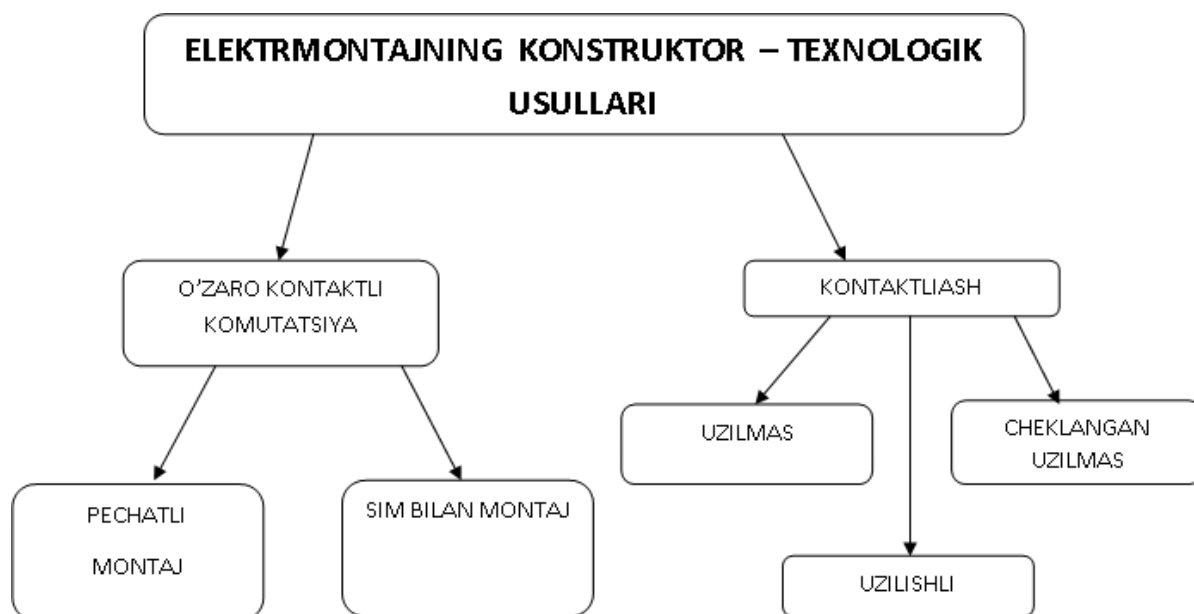 ELEKTRMONTAJNING KONSTRUKTOR – TEXNOLOGIK
USULLARI
O'ZARO KONTAKTLI
KOMUTATSIYA
KONTAKTLIASH
UZILMAS
CHEKLANGAN
UZILMAS
PECHATLI
MONTAJ
SIM BILAN MONTAJ
UZILISHLI